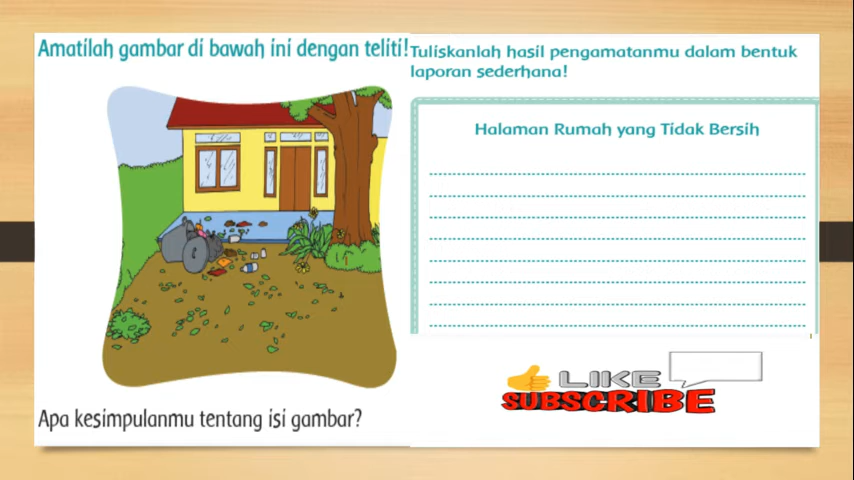 Amatilah gambar di bawah ini dengan teliti!
Apa kesimpulanmu tentang isi gambar?
Tuliskanlah hasil pengamatanmu dalam bentuk
laporan sederhana!
Halaman Rumah yang Tidak Bersih
LIKE
SUBSCRIBE